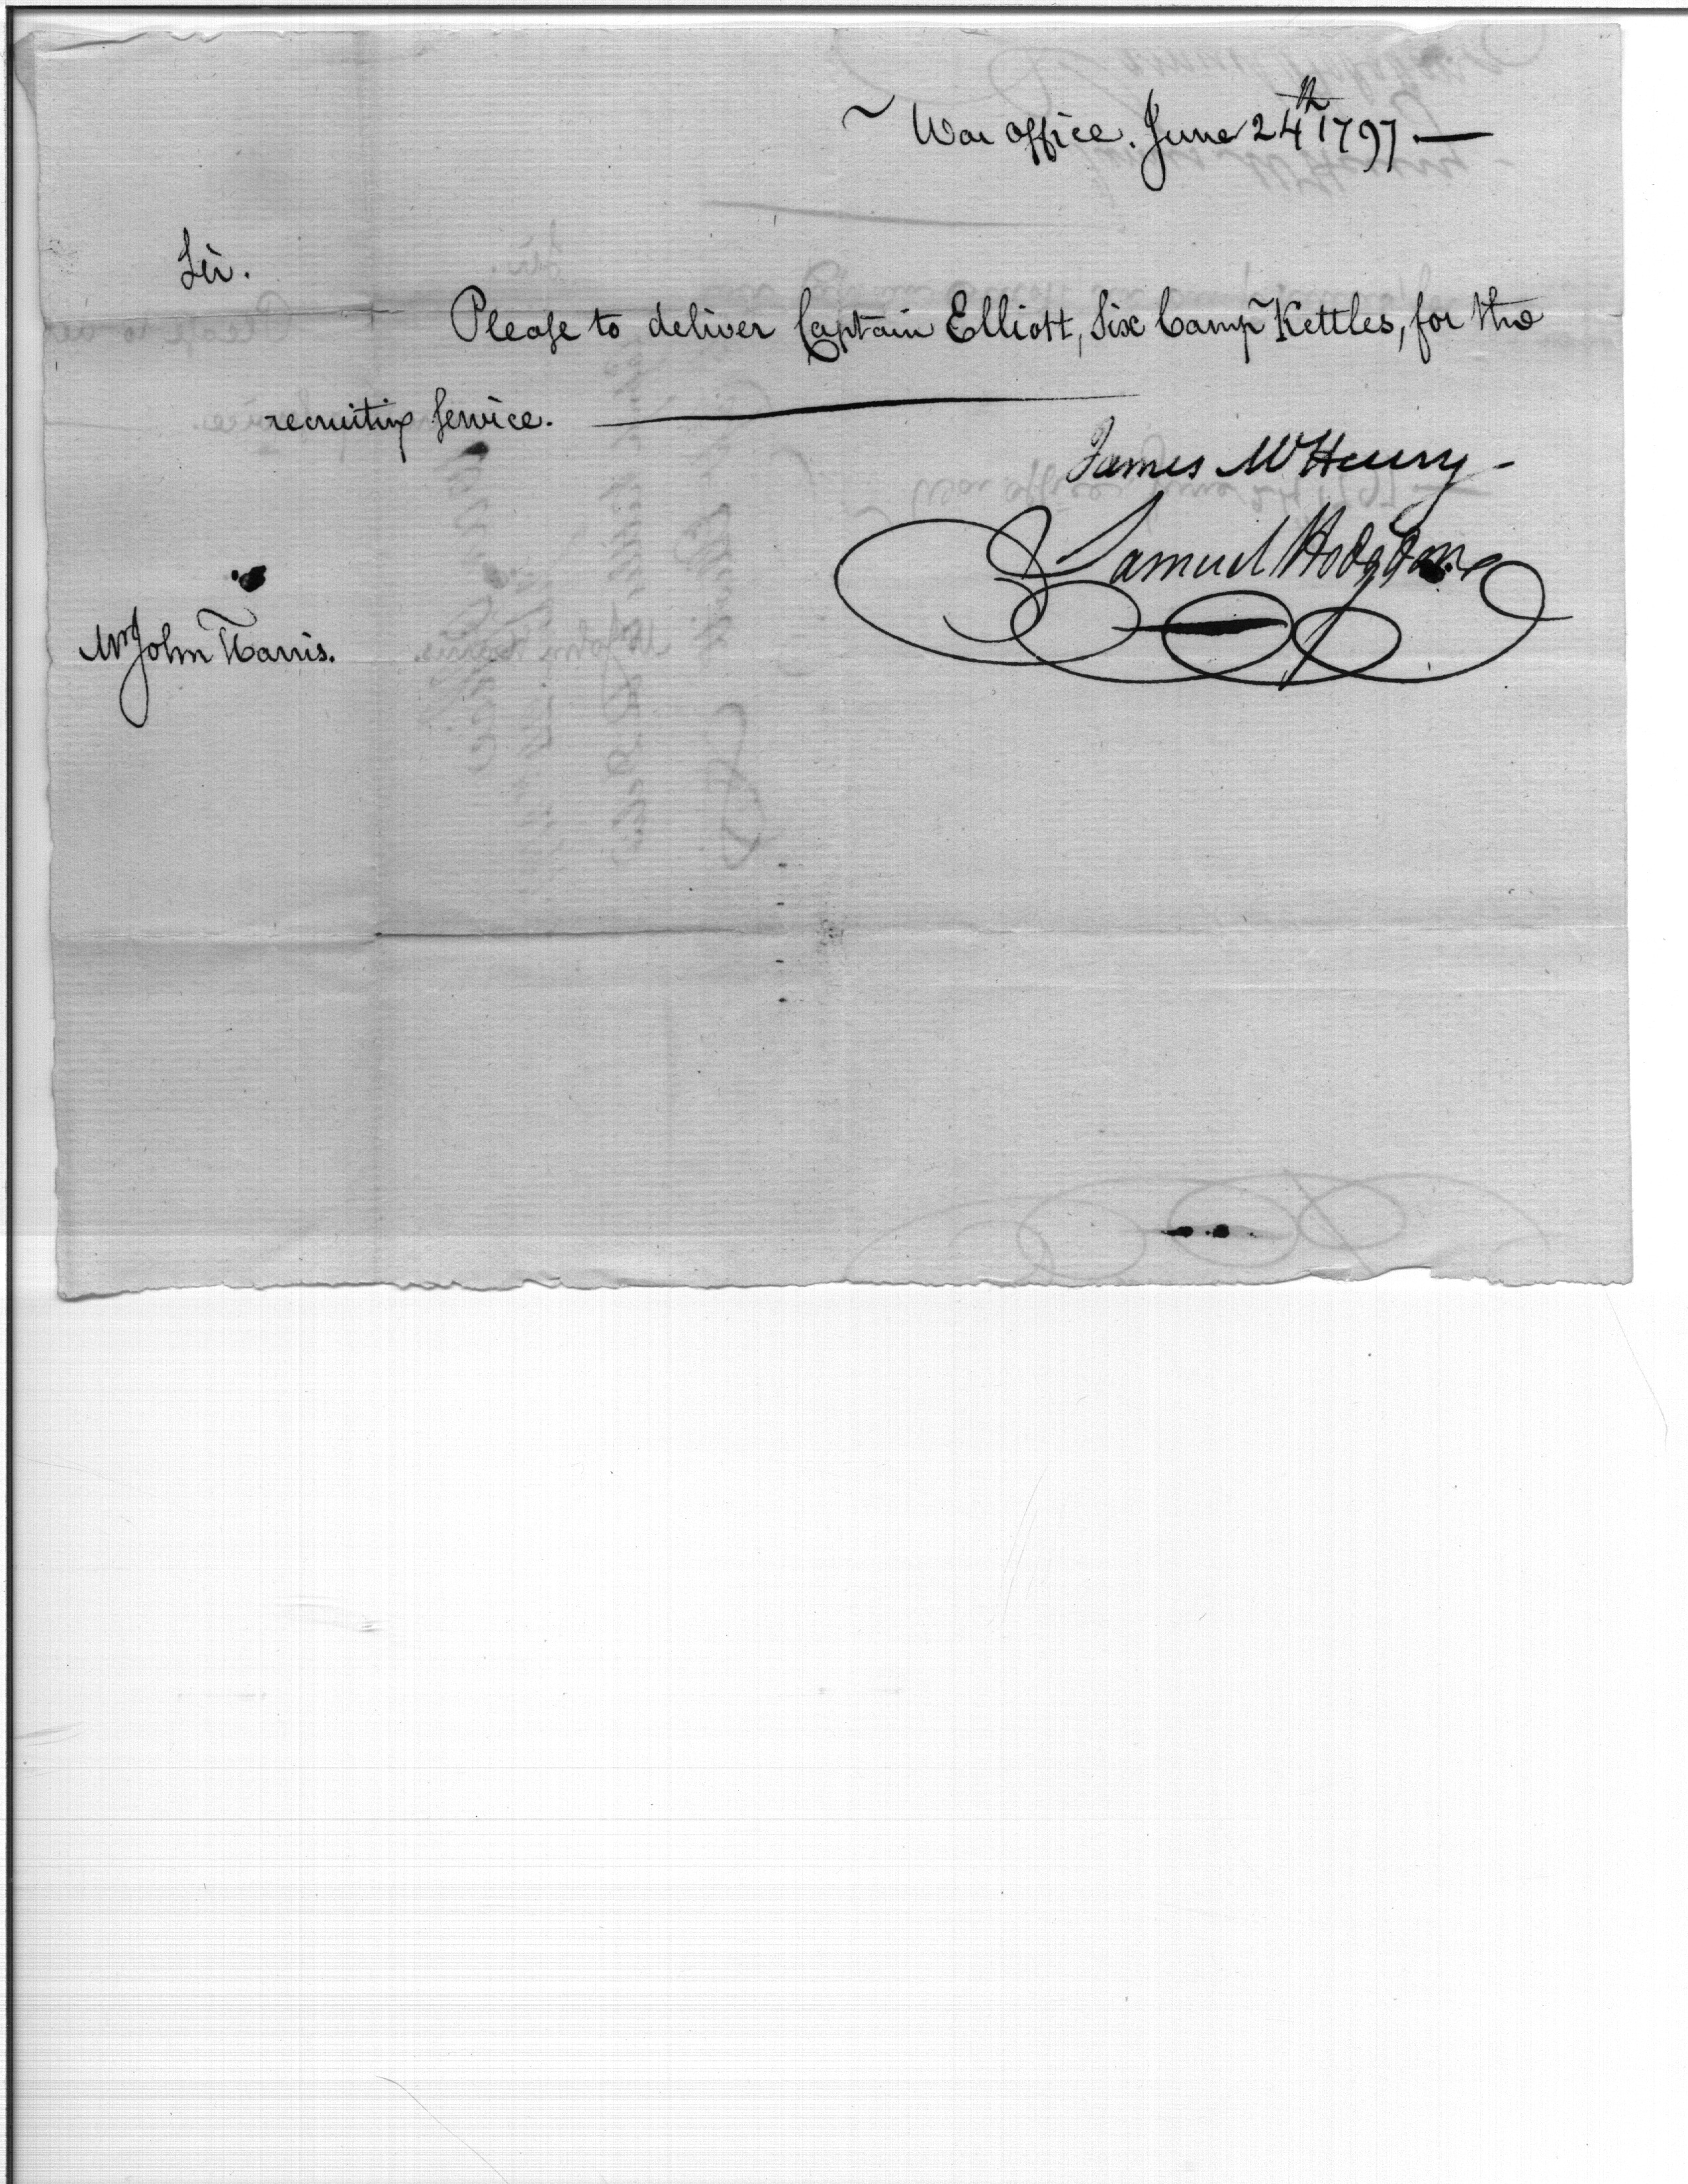 War office. June 24th 1797 —
Sir.
Please to deliver Captain Elliott, Six Camp Kettles, for the
recruiting Service. —
James McHenry -
Samuel Hodgdon
Mr John Harris.